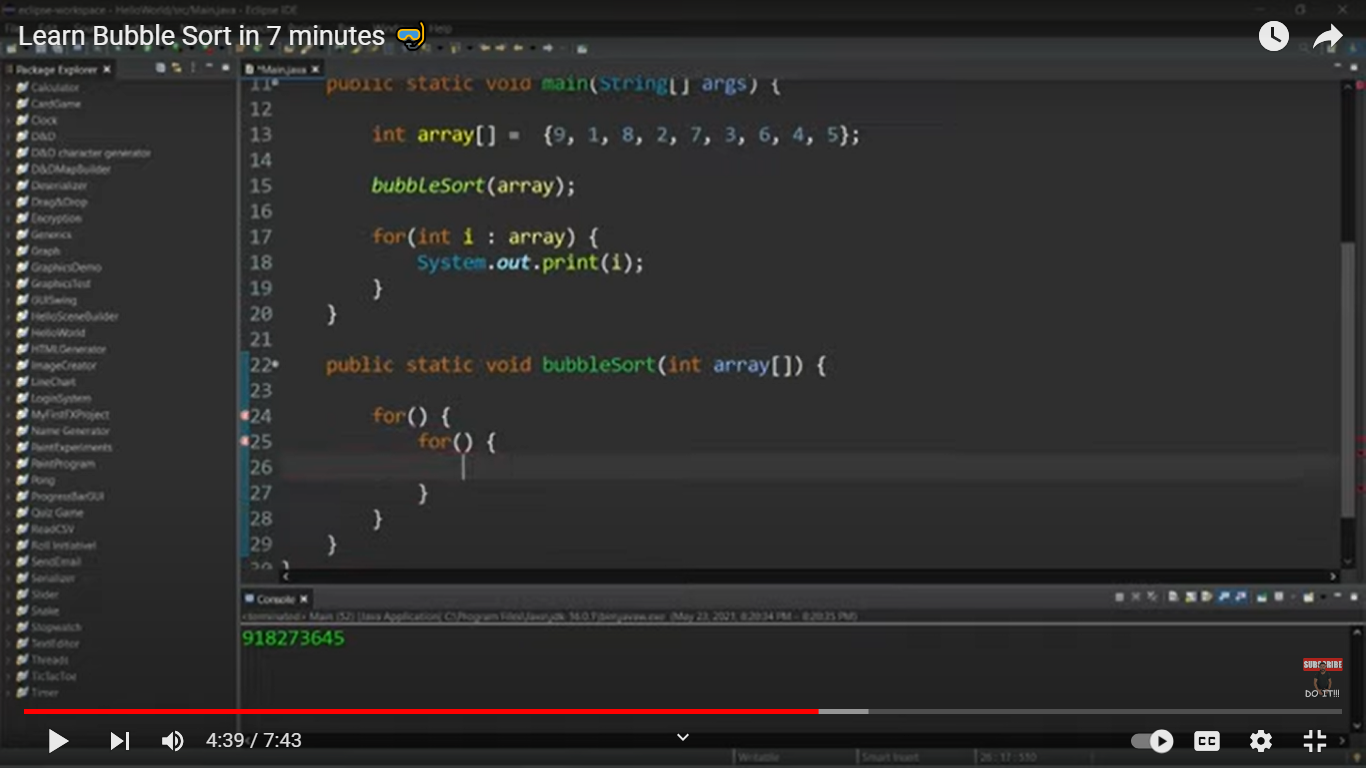 eclipse-workspace - HelloWorld/src/Main.java - Eclipse IDE
Learn Bubble Sort in 7 minutes 🤿
Package Explorer
Calculator
CardGame
Clock
D&D
D&D character generator
D&DMapBuilder
Deserializer
Drag&Drop
Encryption
Generics
Graph
GraphicsDemo
GraphicsTest
GUISwing
HelloSceneBuilder
HelloWorld
HTMLGenerator
ImageCreator
LineChart
LoginSystem
MyFirstFXProject
Name Generator
PaintExperiments
PaintProgram
Pong
ProgressBarGUI
Quiz Game
ReadCSV
Roll Initiative!
SendEmail
Serializer
Slider
Snake
Stopwatch
TextEditor
Threads
TicTacToe
Timer
*Main.java
11 public static void main(String[] args) {
12
13 int array[] = {9, 1, 8, 2, 7, 3, 6, 4, 5};
14
15 bubbleSort(array);
16
17 for(int i : array) {
18 System.out.print(i);
19 }
20 }
21
22 public static void bubbleSort(int array[]) {
23
24 for() {
25 for() {
26
27 }
28 }
29 }
30 }
Console
<terminated> Main (52) [Java Application] C:\Program Files\Java\jdk-16.0.1\bin\javaw.exe (May 23, 2021, 8:20:34 PM – 8:20:35 PM)
918273645
SUBSCRIBE
DO IT!!!
4:39 / 7:43
CC
Writable
Smart Insert
26 : 17 : 510